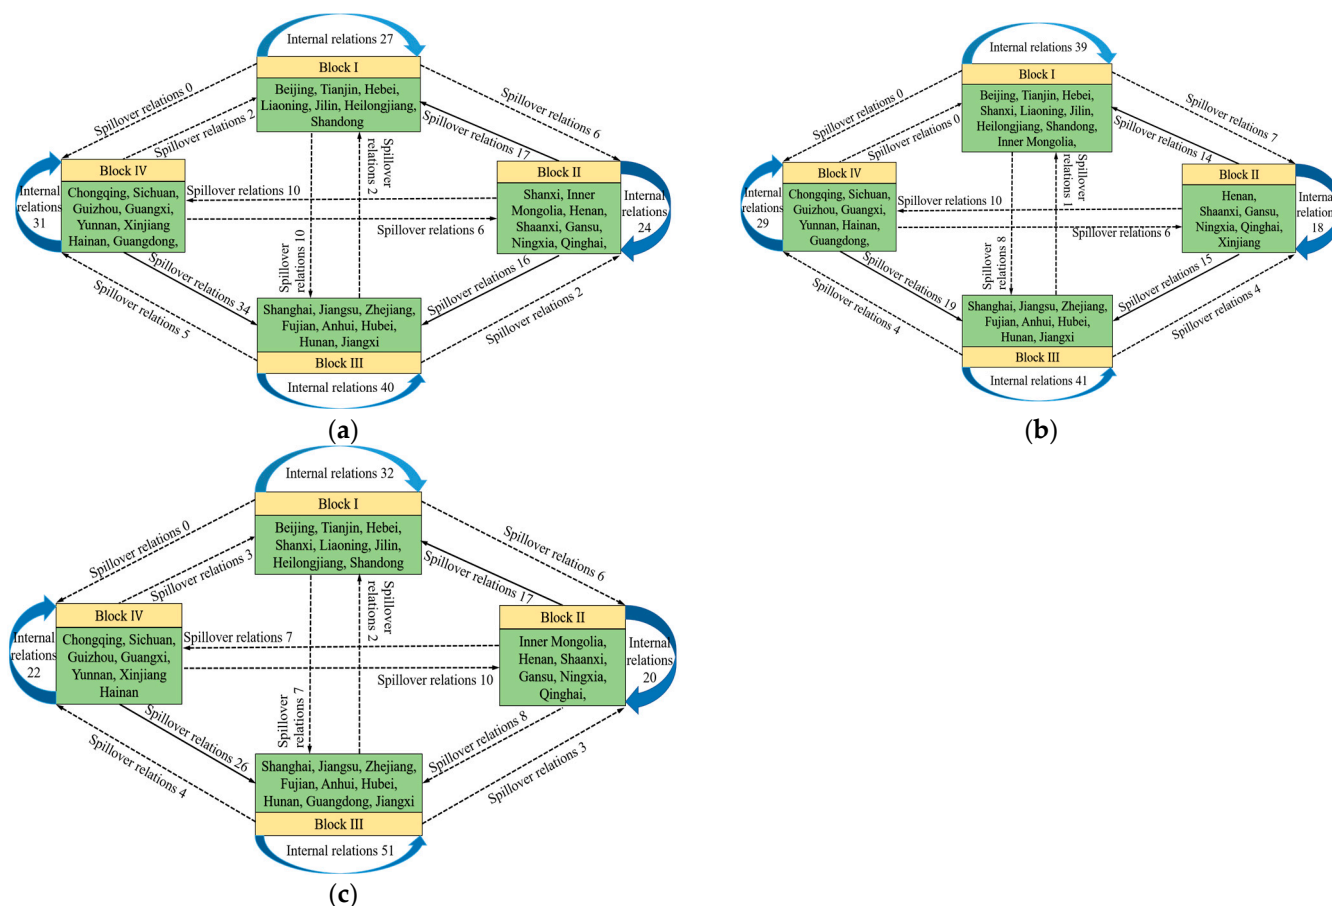 Internal relations 27
Block I
Beijing, Tianjin, Hebei,
Liaoning, Jilin, Heilongjiang,
Shandong
Spillover relations 0
Spillover relations 2
Spillover relations 6
Spillover relations
17
Block IV
Chongqing, Sichuan,
Guizhou, Guangxi,
Yunnan, Xinjiang
Hainan, Guangdong,
Internal
relations
31
Spillover relations 10
Spillover relations 6
Spillover
relations 2
Spillover
relations 10
Block II
Shanxi, Inner
Mongolia, Henan,
Shaanxi, Gansu,
Ningxia, Qinghai,
Internal
relations
24
Spillover relations 34
Spillover relations 5
Spillover relations 16
Spillover relations 2
Shanghai, Jiangsu, Zhejiang,
Fujian, Anhui, Hubei,
Hunan, Jiangxi
Block III
Internal relations 40
(a)
Internal relations 39
Block I
Beijing, Tianjin, Hebei,
Shanxi, Liaoning, Jilin,
Heilongjiang, Shandong,
Inner Mongolia,
Spillover relations 0
Spillover relations 0
Spillover relations 7
Spillover relations
14
Block IV
Chongqing, Sichuan,
Guizhou, Guangxi,
Yunnan, Hainan,
Guangdong,
Internal
relations
29
Spillover relations 10
Spillover relations 6
Spillover
relations 1
Spillover
relations 8
Block II
Henan,
Shaanxi, Gansu,
Ningxia, Qinghai,
Xinjiang
Internal
relations
18
Spillover relations 19
Spillover relations 4
Spillover relations 15
Spillover relations 4
Shanghai, Jiangsu, Zhejiang,
Fujian, Anhui, Hubei,
Hunan, Jiangxi
Block III
Internal relations 41
(b)
Internal relations 32
Block I
Beijing, Tianjin, Hebei,
Shanxi, Liaoning, Jilin,
Heilongjiang, Shandong
Spillover relations 0
Spillover relations 3
Spillover relations 6
Spillover relations
17
Block IV
Chongqing, Sichuan,
Guizhou, Guangxi,
Yunnan, Xinjiang
Hainan
Internal
relations
22
Spillover relations 7
Spillover relations 10
Spillover
relations 2
Spillover
relations 7
Block II
Inner Mongolia,
Henan, Shaanxi,
Gansu, Ningxia,
Qinghai,
Internal
relations
20
Spillover relations 26
Spillover relations 4
Spillover relations 8
Spillover relations 3
Shanghai, Jiangsu, Zhejiang,
Fujian, Anhui, Hubei,
Hunan, Guangdong, Jiangxi
Block III
Internal relations 51
(c)